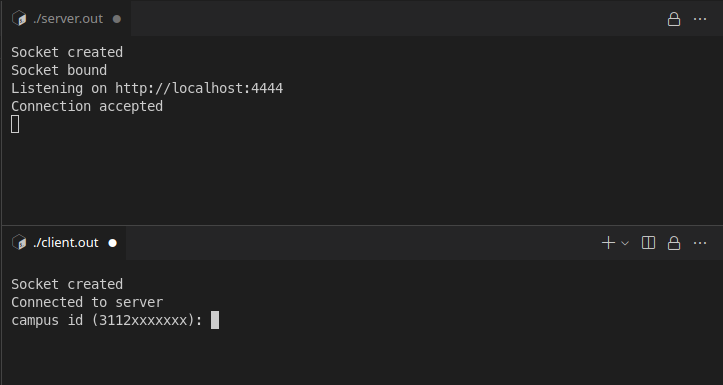 ./server.out
Socket created
Socket bound
Listening on http://localhost:4444
Connection accepted
./client.out
Socket created
Connected to server
campus id (3112xxxxxxx):